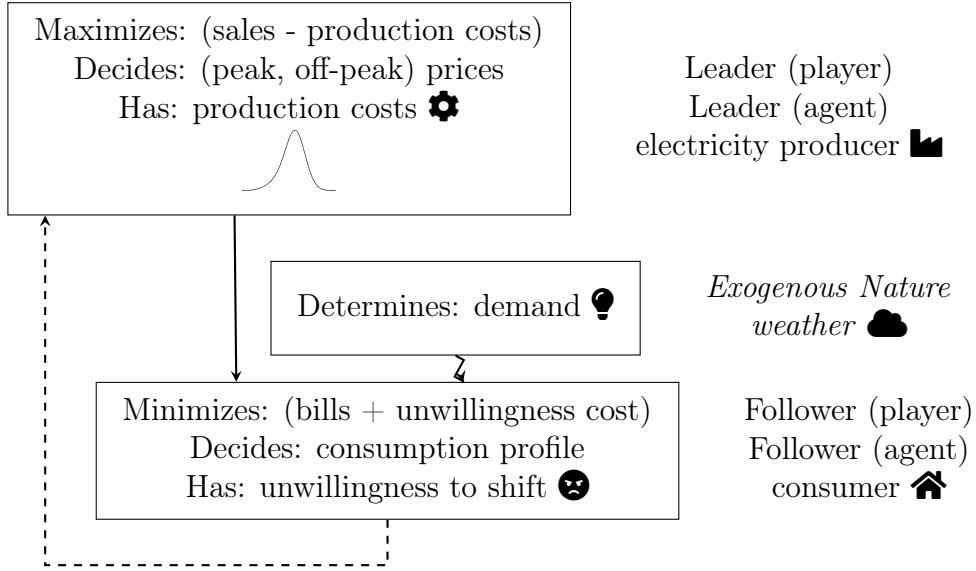 Maximizes: (sales - production costs)
Decides: (peak, off-peak) prices
Has: production costs
Leader (player)
Leader (agent)
electricity producer
Determines: demand
Exogenous Nature
weather
Minimizes: (bills + unwillingness cost)
Decides: consumption profile
Has: unwillingness to shift
Follower (player)
Follower (agent)
consumer